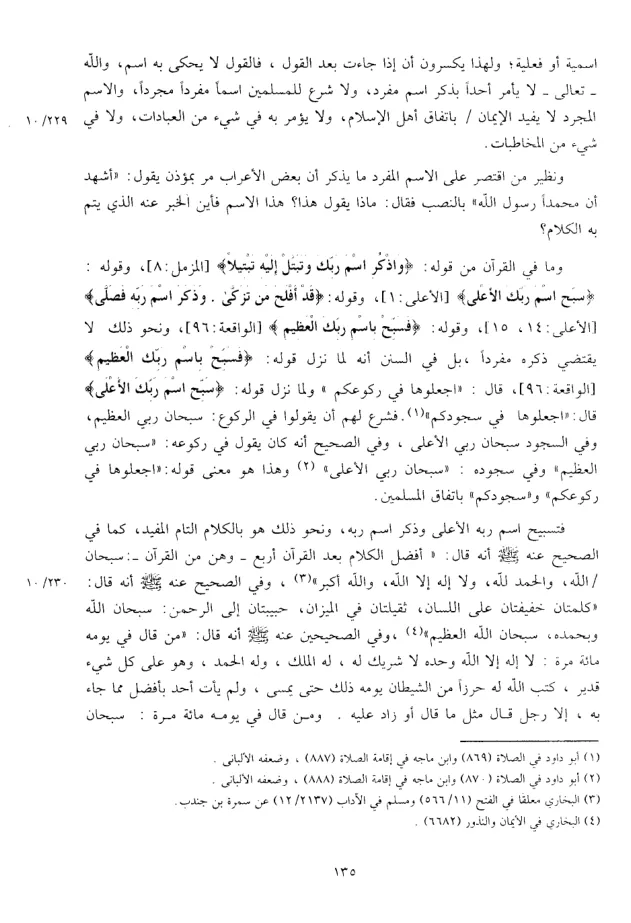 اسمية أو فعلية؛ ولهذا يكسرون أن إذا جاءت بعد القول ، فالقول لا يحكى به اسم، والله
ـ تعالى ـ لا يأمر أحداً بذكر اسم مفرد، ولا شرع للمسلمين اسماً مفرداً مجرداً، والاسم
المجرد لا يفيد الإيمان / باتفاق أهل الإسلام، ولا يؤمر به في شيء من العبادات، ولا في
١٠/٢٢٩
شيء من المخاطبات.
ونظير من اقتصر على الاسم المفرد ما يذكر أن بعض الأعراب مر بمؤذن يقول: «أشهد
أن محمداً رسول الله» بالنصب فقال: ماذا يقول هذا؟ هذا الاسم فأين الخبر عنه الذي يتم
به الكلام؟
وما في القرآن من قوله: ﴿وَاذْكُرِ اسْمَ رَبِّكَ وَتَبَتَّلْ إِلَيْهِ تَبْتِيلاً﴾ [المزمل:٨]، وقوله :
﴿سَبِّحِ اسْمَ رَبِّكَ الأَعْلَى﴾ [الأعلى:١]، وقوله: ﴿قَدْ أَفْلَحَ مَن تَزَكَّىٰ . وَذَكَرَ اسْمَ رَبِّهِ فَصَلَّىٰ﴾
[الأعلى:١٤، ١٥]، وقوله: ﴿فَسَبِّحْ بِاسْمِ رَبِّكَ الْعَظِيمِ ﴾ [الواقعة:٩٦]، ونحو ذلك لا
يقتضي ذكره مفرداً ،بل في السنن أنه لما نزل قوله: ﴿فَسَبِّحْ بِاسْمِ رَبِّكَ الْعَظِيمِ ﴾
[الواقعة:٩٦]، قال : «اجعلوها في ركوعكم » ولما نزل قوله: ﴿سَبِّحِ اسْمَ رَبِّكَ الأَعْلَى﴾
قال:«اجعلوها في سجودكم»(١).فشرع لهم أن يقولوا في الركوع: سبحان ربي العظيم،
وفي السجود سبحان ربي الأعلى ، وفي الصحيح أنه كان يقول في ركوعه: «سبحان ربي
العظيم» وفي سجوده : «سبحان ربي الأعلى» (٢) وهذا هو معنى قوله:«اجعلوها في
ركوعكم» و«سجودكم» باتفاق المسلمين.
فتسبيح اسم ربه الأعلى وذكر اسم ربه، ونحو ذلك هو بالكلام التام المفيد، كما في
الصحيح عنه ﷺ أنه قال: « أفضل الكلام بعد القرآن أربع ـ وهن من القرآن ـ:سبحان
/الله، والحمد لله، ولا إله إلا الله، والله أكبر»(٣) ، وفي الصحيح عنه ﷺ أنه قال:
١٠/٢٣٠
«كلمتان خفيفتان على اللسان، ثقيلتان في الميزان، حبيبتان إلى الرحمن: سبحان الله
وبحمده، سبحان الله العظيم»(٤) ،وفي الصحيحين عنه ﷺ أنه قال: «من قال في يومه
مائة مرة : لا إله إلا الله وحده لا شريك له ، له الملك ، وله الحمد ، وهو على كل شيء
قدير ، كتب الله له حرزاً من الشيطان يومه ذلك حتى يمسى ، ولم يأت أحد بأفضل مما جاء
به ، إلا رجل قال مثل ما قال أو زاد عليه . ومن قال في يومه مائة مرة : سبحان
(١) أبو داود في الصلاة (٨٦٩) وابن ماجه في إقامة الصلاة (٨٨٧) ، وضعفه الألبانى .
(٢) أبو داود في الصلاة (٨٧٠) وابن ماجه في إقامة الصلاة (٨٨٨) ، وضعفه الألبانى .
(٣) البخاري معلقا في الفتح (١١/٥٦٦) ومسلم في الآداب (١٢/٢١٣٧) عن سمرة بن جندب.
(٤) البخاري في الأيمان والنذور (٦٦٨٢) .
١٣٥